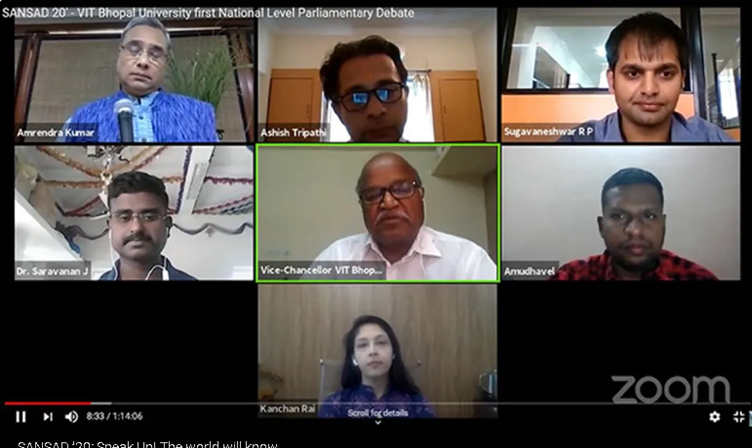 SANSAD 20' - VIT Bhopal University first National Level Parliamentary Debate
Amrendra Kumar
Ashish Tripathi
Sugavaneshwar R P
Dr. Saravanan J
Vice-Chancellor VIT Bhop...
Amudhavel
Kanchan Rai
Scroll for details
zoom
8:33 / 1:14:06
SANSAD '20: Speak Up! The world will know